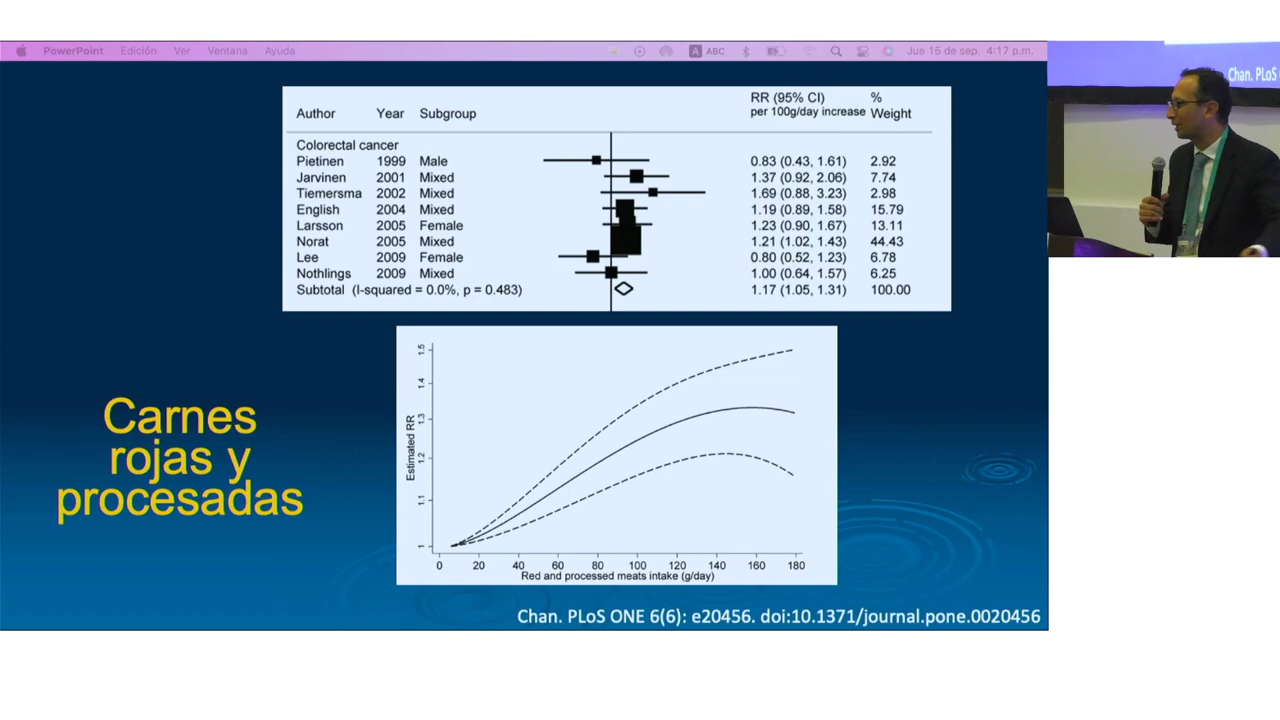 PowerPoint Edición Ver Ventana Ayuda
A ABC Jue 15 de sep. 4:17 p.m.
Chan. PLoS
RR (95% CI) %
Author Year Subgroup per 100g/day increase Weight
Colorectal cancer
Pietinen 1999 Male 0.83 (0.43, 1.61) 2.92
Jarvinen 2001 Mixed 1.37 (0.92, 2.06) 7.74
Tiemersma 2002 Mixed 1.69 (0.88, 3.23) 2.98
English 2004 Mixed 1.19 (0.89, 1.58) 15.79
Larsson 2005 Female 1.23 (0.90, 1.67) 13.11
Norat 2005 Mixed 1.21 (1.02, 1.43) 44.43
Lee 2009 Female 0.80 (0.52, 1.23) 6.78
Nothlings 2009 Mixed 1.00 (0.64, 1.57) 6.25
Subtotal (I-squared = 0.0%, p = 0.483) 1.17 (1.05, 1.31) 100.00
Carnes
rojas y
procesadas
Estimated RR
1.5
1.4
1.3
1.2
1.1
1
0 20 40 60 80 100 120 140 160 180
Red and processed meats intake (g/day)
Chan. PLoS ONE 6(6): e20456. doi:10.1371/journal.pone.0020456